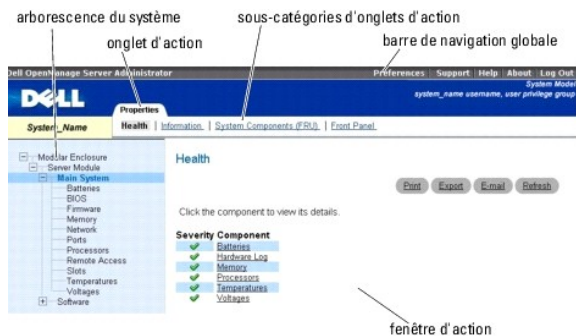 arborescence du système
sous-catégories d'onglets d'action
onglet d'action
barre de navigation globale
Dell OpenManage Server Administrator
Preferences | Support | Help | About | Log Out
System Model
system_name username, user privilege group
DELL
Properties
System_Name
Health | Information | System Components (FRU) | Front Panel
Modular Enclosure
Server Module
Main System
Batteries
BIOS
Firmware
Memory
Network
Ports
Processors
Remote Access
Slots
Temperatures
Voltages
Software
Health
Print Export E-mail Refresh
Click the component to view its details.
Severity Component
Batteries
Hardware Log
Memory
Processors
Temperatures
Voltages
fenêtre d'action